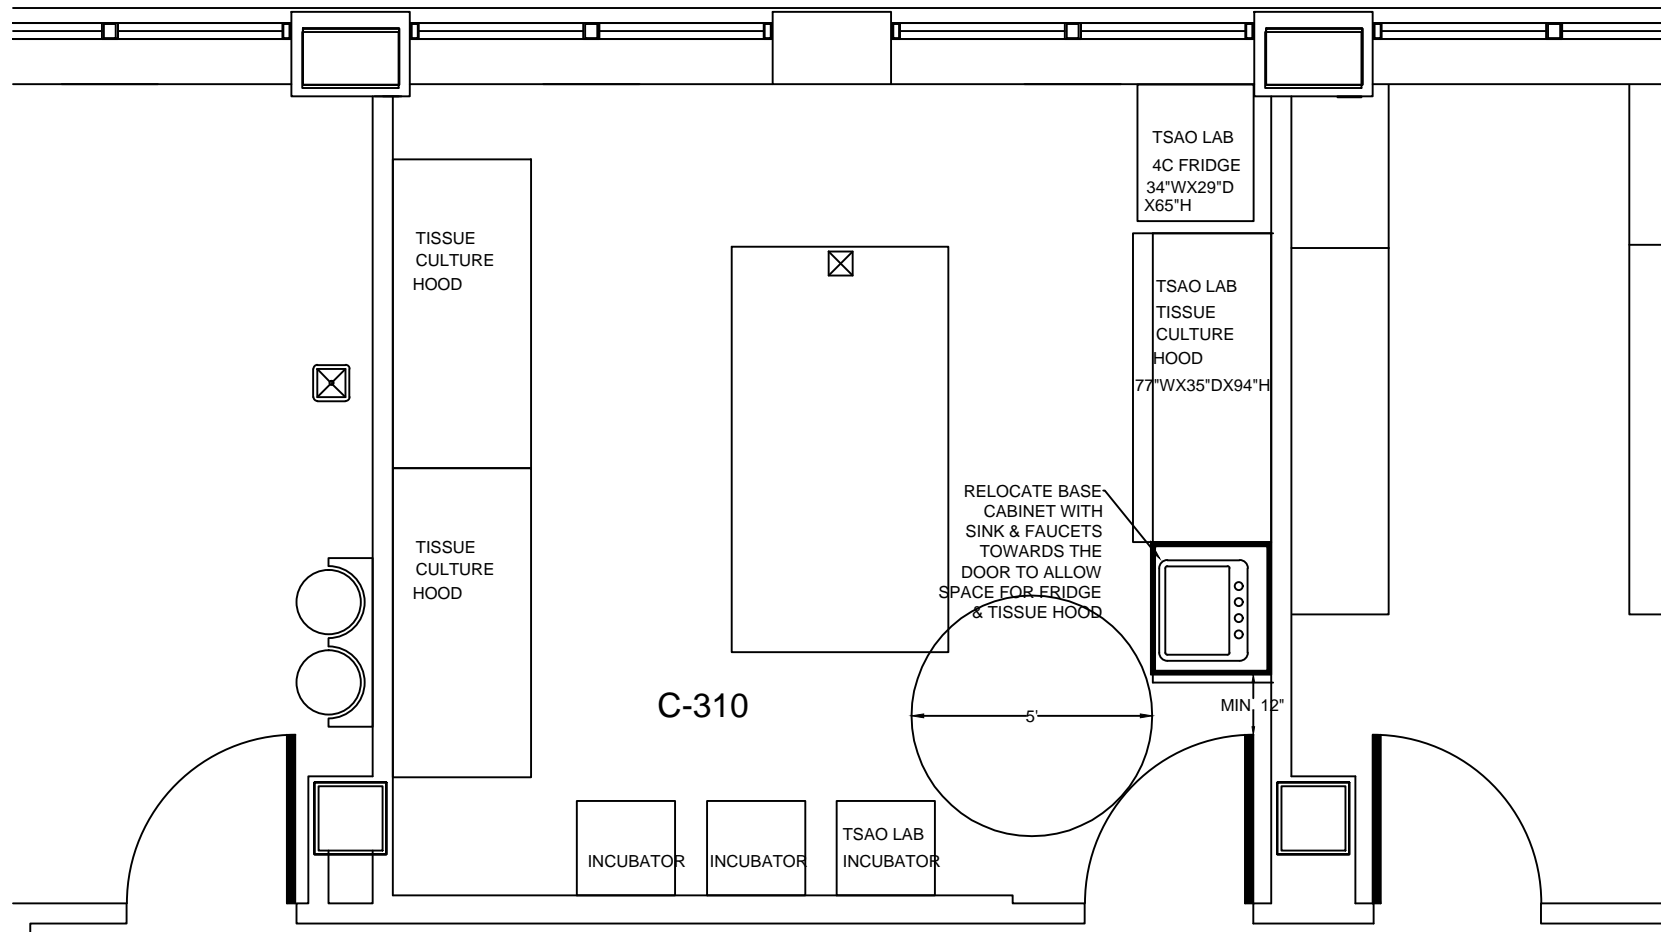 TSAO LAB
4C FRIDGE
34"WX29"D
X65"H
TISSUE
CULTURE
HOOD
TSAO LAB
TISSUE
CULTURE
HOOD
77"WX35"DX94"H
RELOCATE BASE
CABINET WITH
SINK & FAUCETS
TOWARDS THE
DOOR TO ALLOW
SPACE FOR FRIDGE
& TISSUE HOOD
TISSUE
CULTURE
HOOD
C-310
5'
MIN. 12"
INCUBATOR
INCUBATOR
TSAO LAB
INCUBATOR